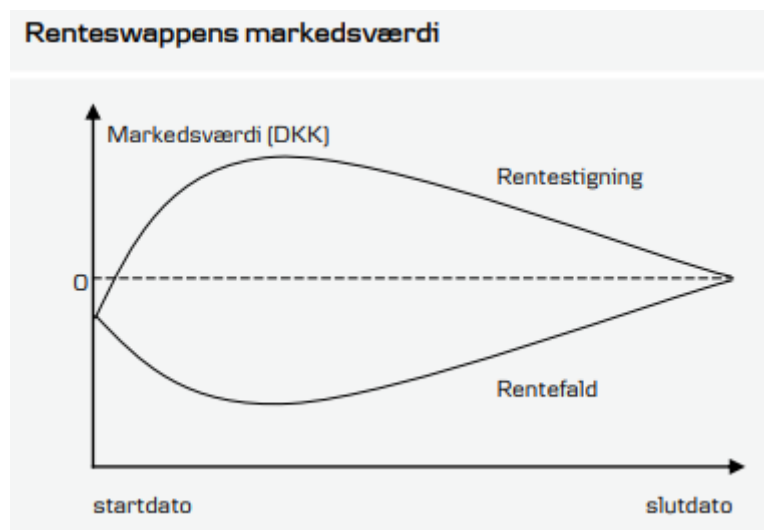 Renteswappens markedsværdi
Markedsværdi (DKK)
Rentestigning
0
Rentefald
startdato
slutdato